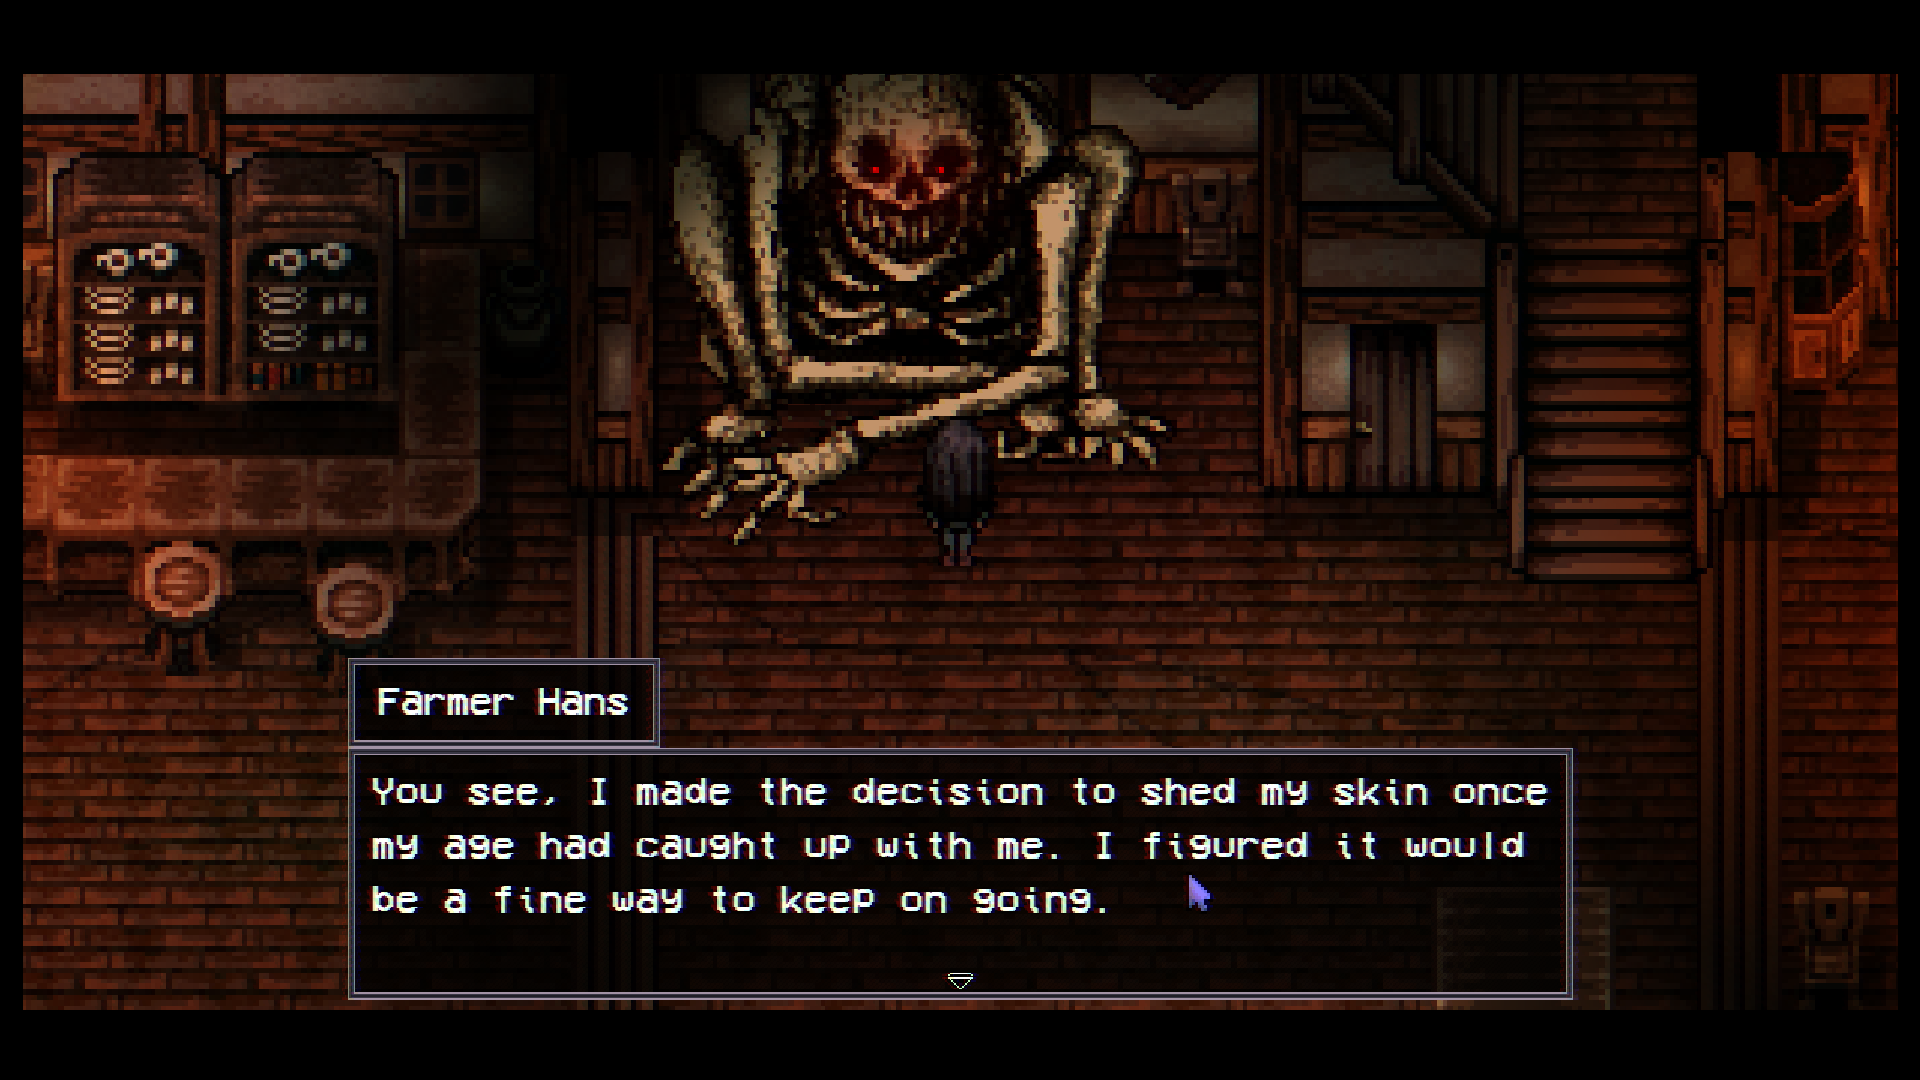 Farmer Hans
You see, I made the decision to shed my skin once
my age had caught up with me. I figured it would
be a fine way to keep on going.